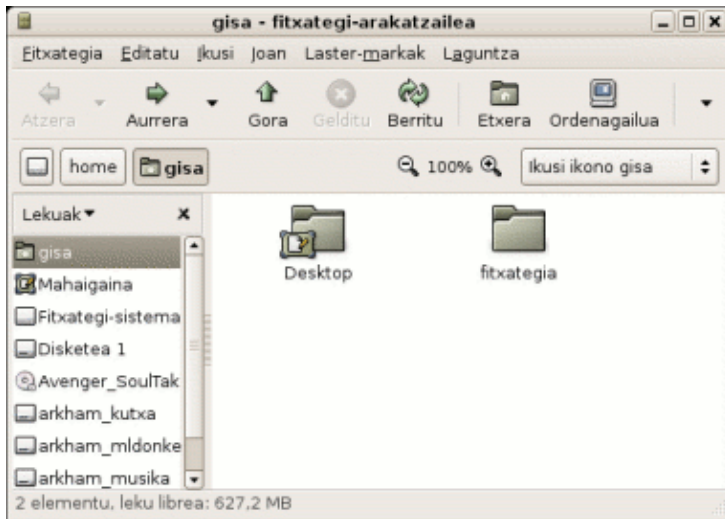 gisa - fitxategi-arakatzailea
Fitxategia Editatu Ikusi Joan Laster-markak Laguntza
Atzera Aurrera Gora Gelditu Berritu Etxera Ordenagailua
home gisa 100% Ikusi ikono gisa
Lekuak
gisa
Mahaigaina
Fitxategi-sistema
Disketea 1
Avenger_SoulTak
arkham_kutxa
arkham_mldonke
arkham_musika
Desktop fitxategia
2 elementu, leku librea: 627,2 MB